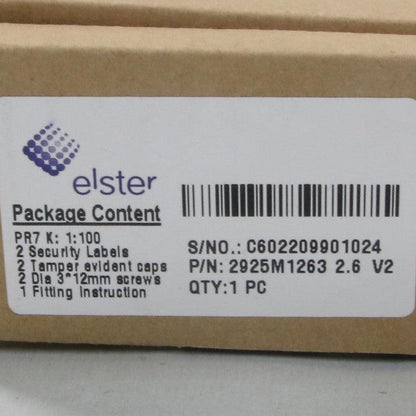 elster
Package Content
PR7 K: 1:100
2 Security Labels
2 Tamper evident caps
2 Dia 3*12mm screws
1 Fitting Instruction
S/NO.: C602209901024
P/N: 2925M1263 2.6 V2
QTY:1 PC